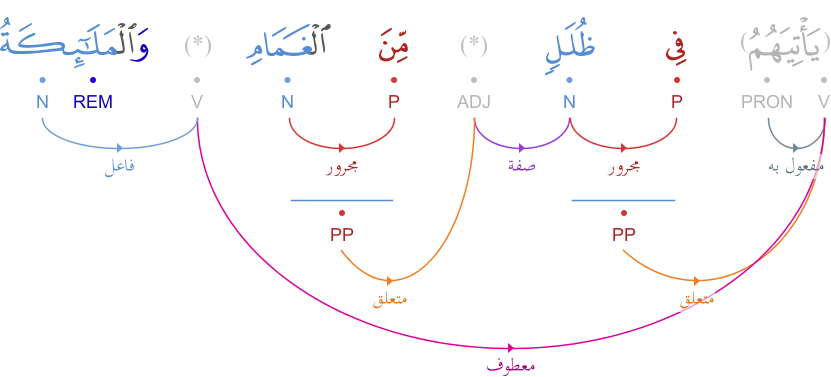 (يَأْتِيَهُمُ) فِى ظُلَلٍ (*) مِّنَ ٱلْغَمَامِ (*) وَٱلْمَلَٰٓئِكَةُ
V PRON P N ADJ P N V REM N
مفعول به مجرور صفة مجرور فاعل
PP PP
متعلق متعلق
معطوف